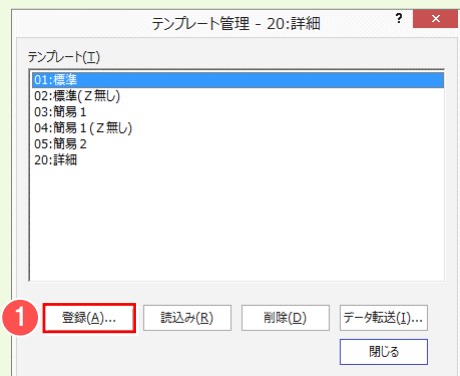 テンプレート管理 - 20:詳細 ? ×
テンプレート(T)
01:標準
02:標準(Z無し)
03:簡易1
04:簡易1(Z無し)
05:簡易2
20:詳細
1 登録(A)... 読込み(R) 削除(D) データ転送(I)...
閉じる